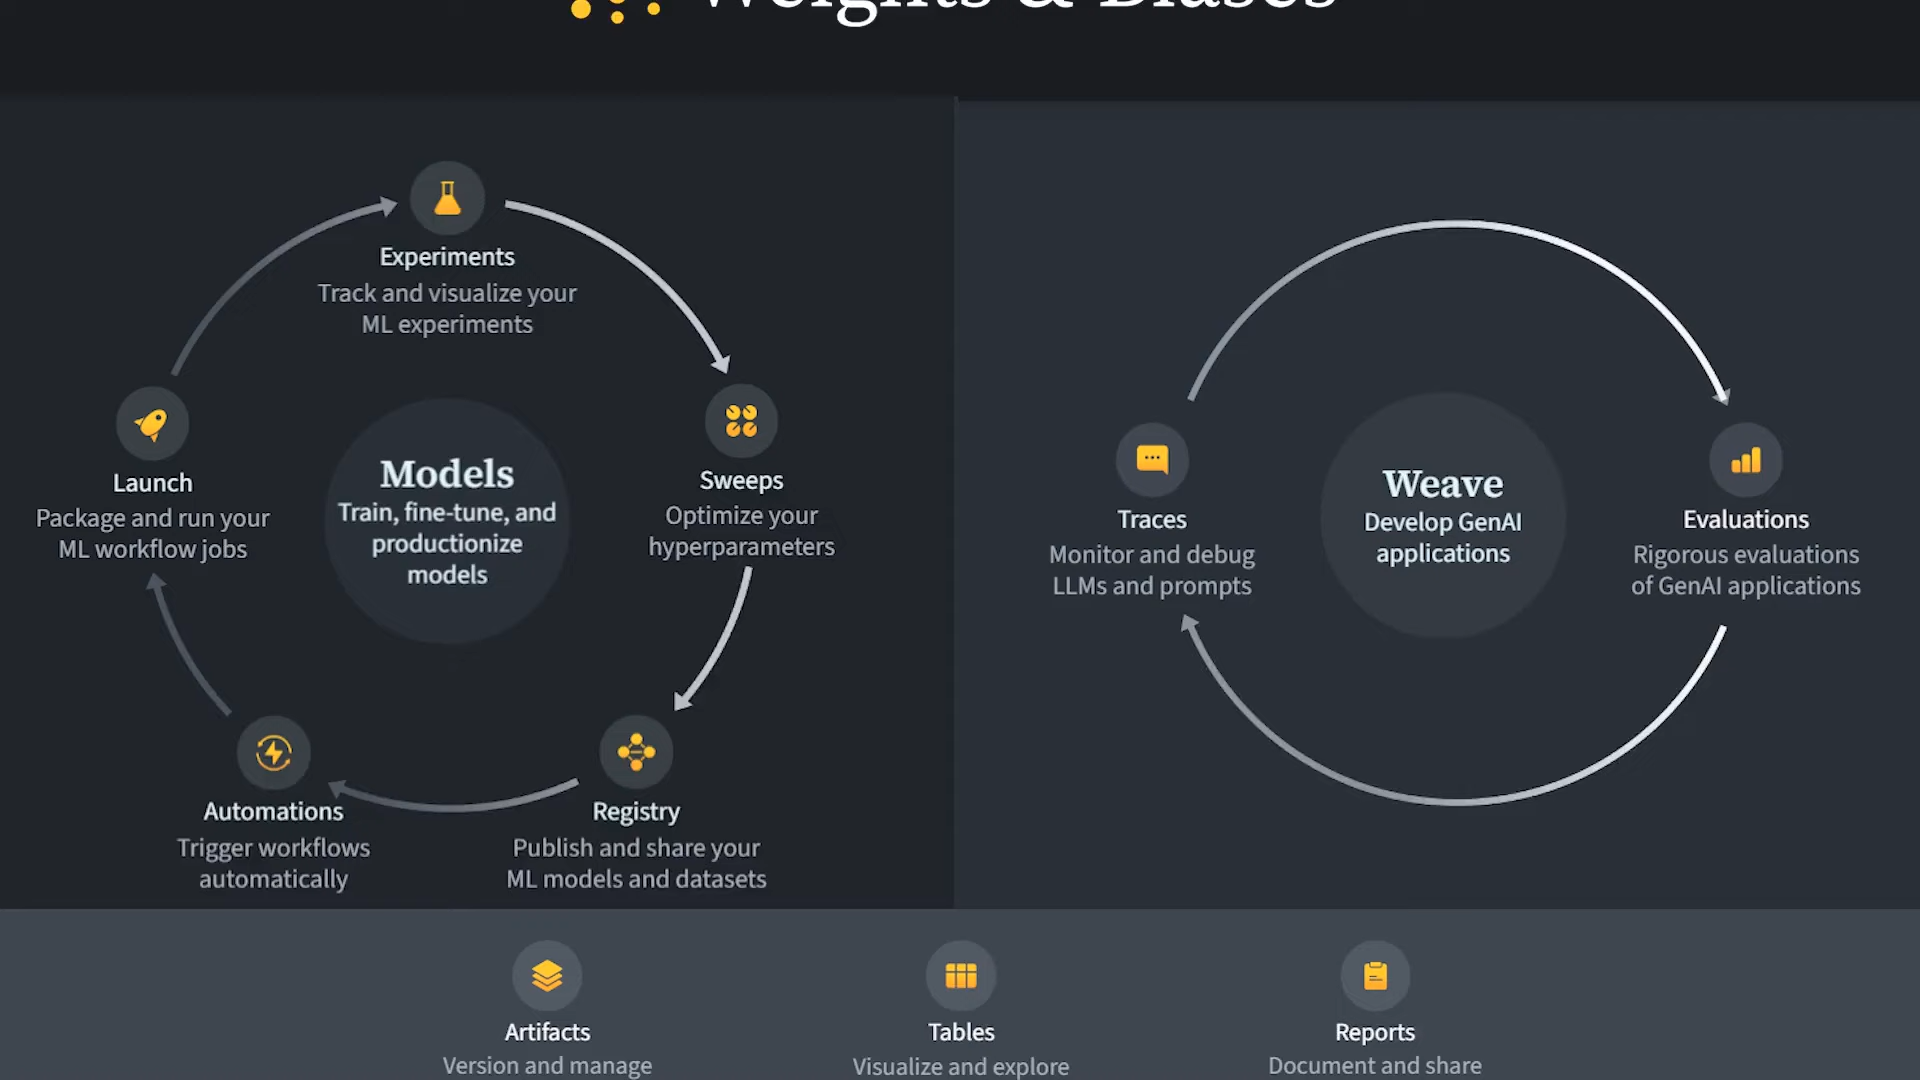 Weights & Biases
Experiments
Track and visualize your
ML experiments
Launch
Package and run your
ML workflow jobs
Models
Train, fine-tune, and
productionize
models
Sweeps
Optimize your
hyperparameters
Automations
Trigger workflows
automatically
Registry
Publish and share your
ML models and datasets
Traces
Monitor and debug
LLMs and prompts
Weave
Develop GenAI
applications
Evaluations
Rigorous evaluations
of GenAI applications
Artifacts
Version and manage
Tables
Visualize and explore
Reports
Document and share